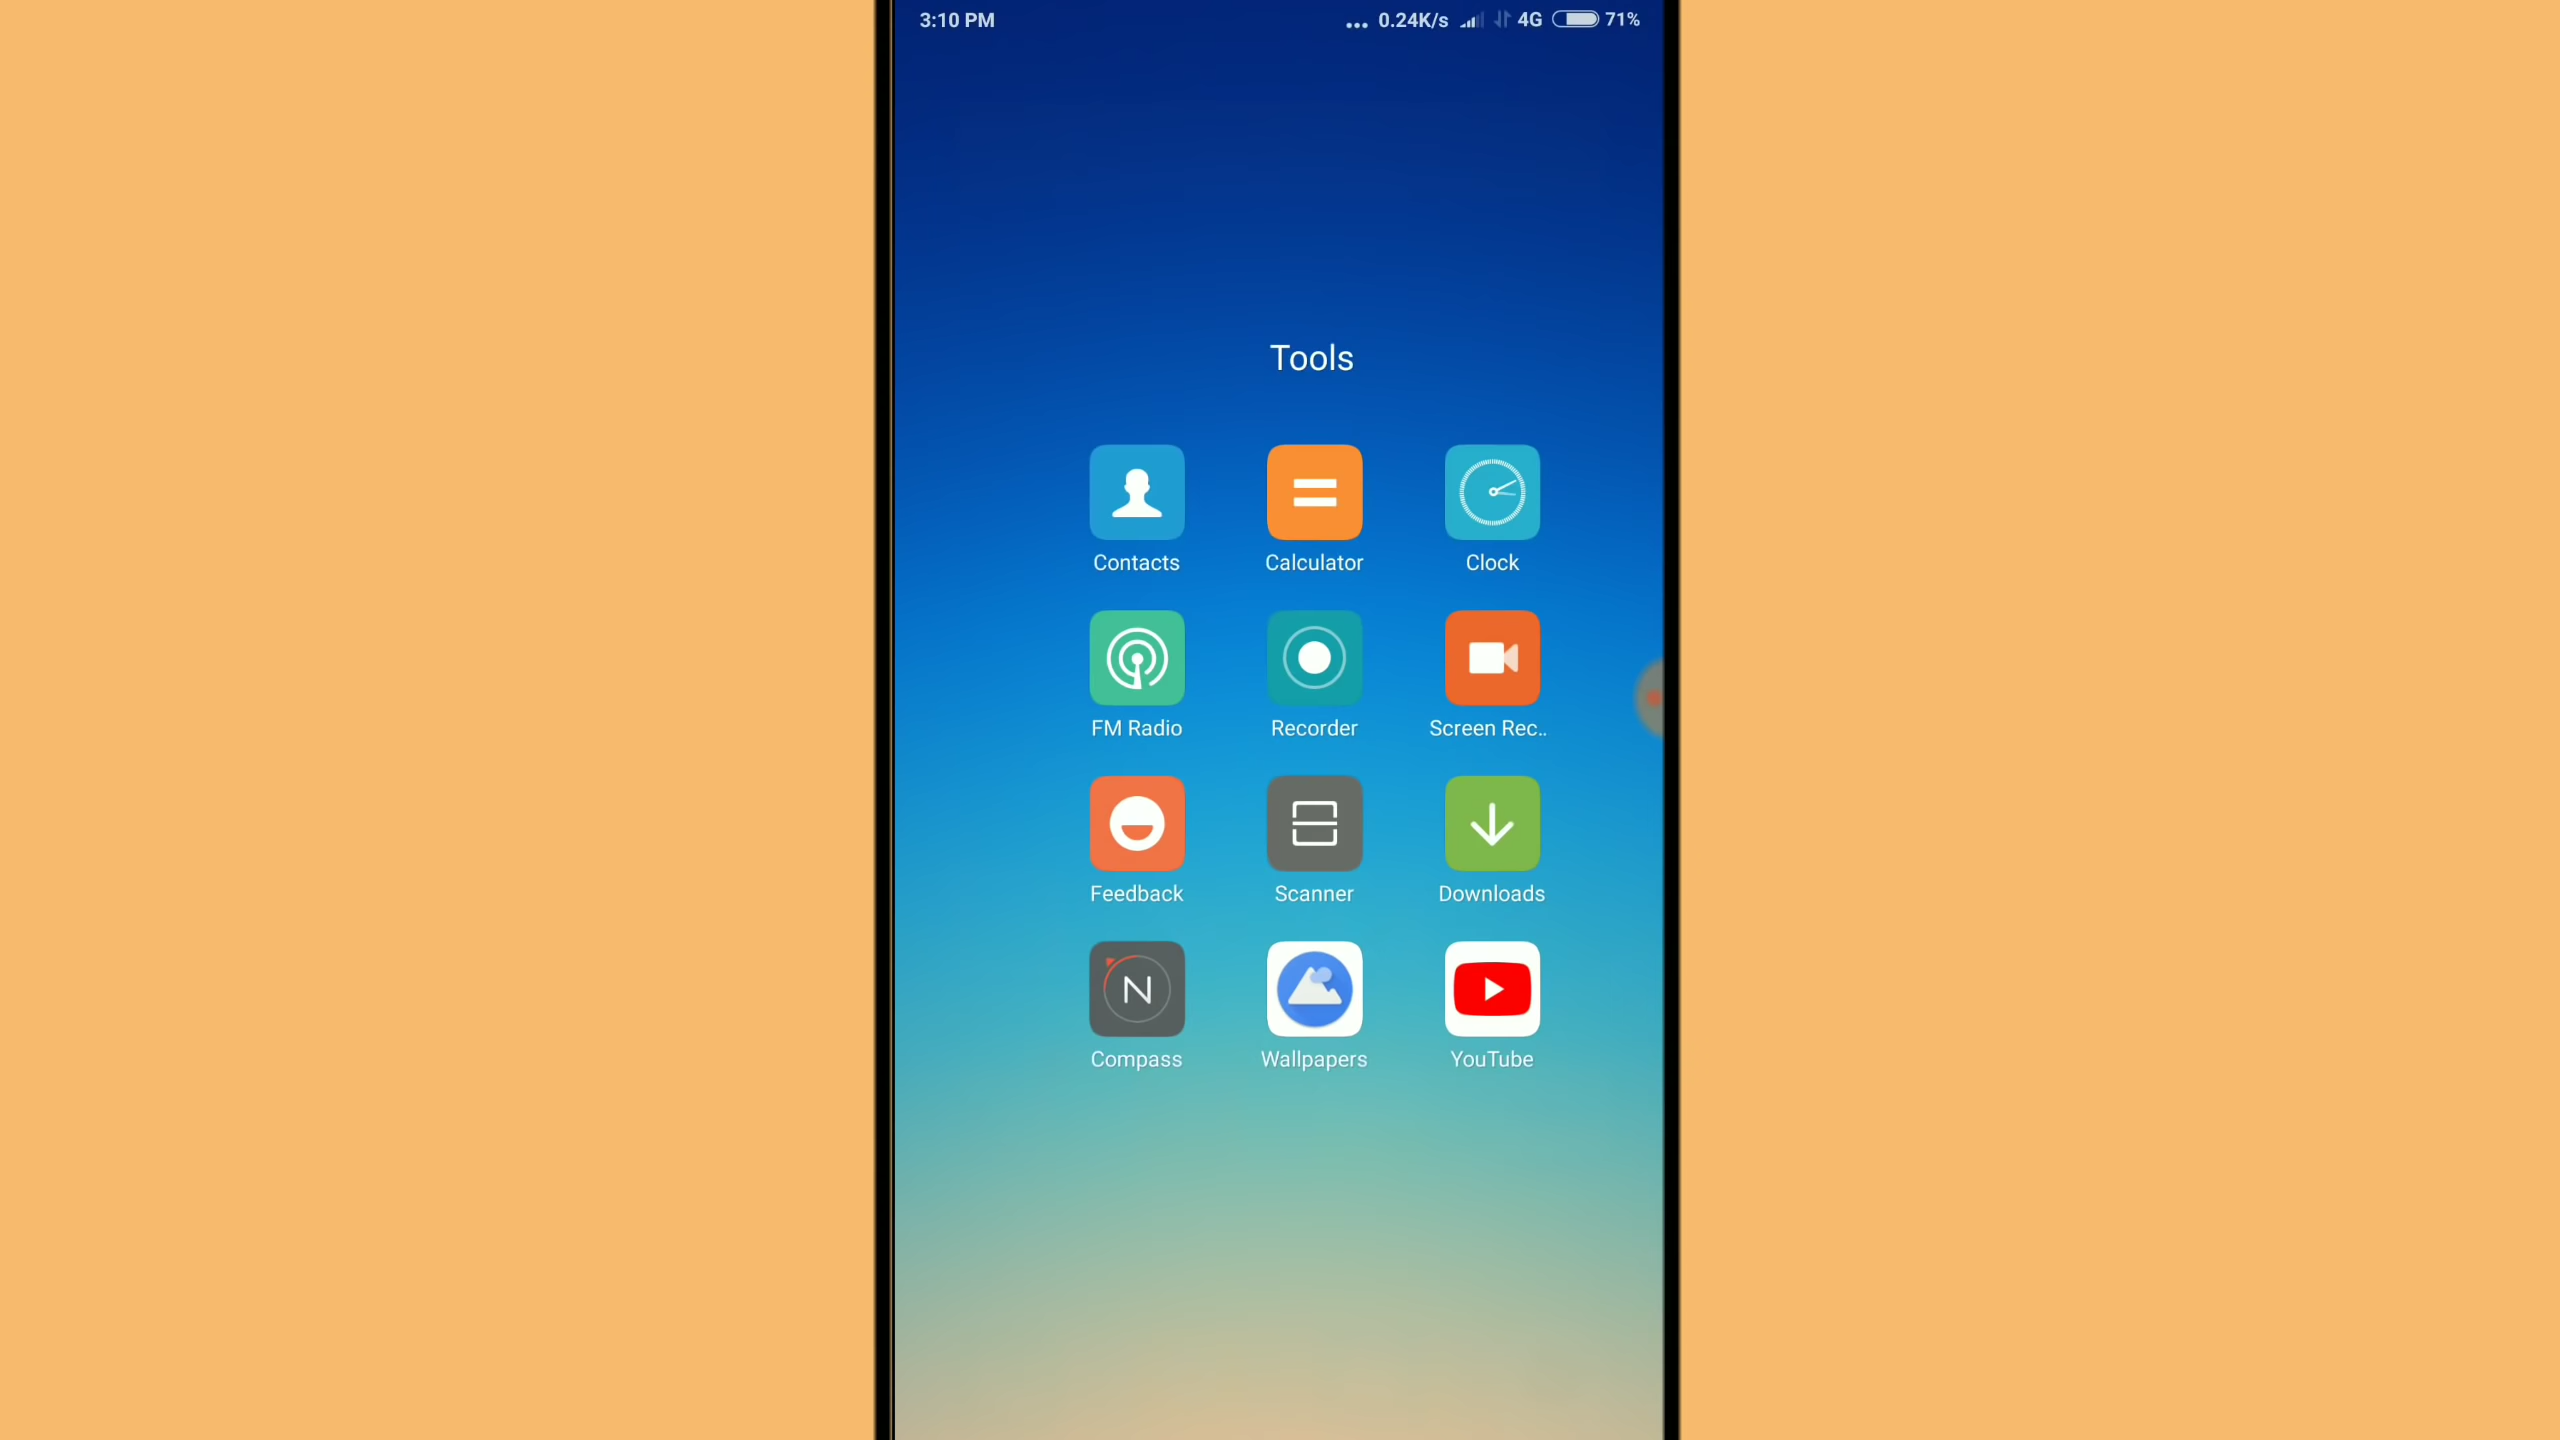 3:10 PM
... 0.24K/s 4G 71%
Tools
Contacts Calculator Clock
FM Radio Recorder Screen Rec..
Feedback Scanner Downloads
N
Compass Wallpapers YouTube